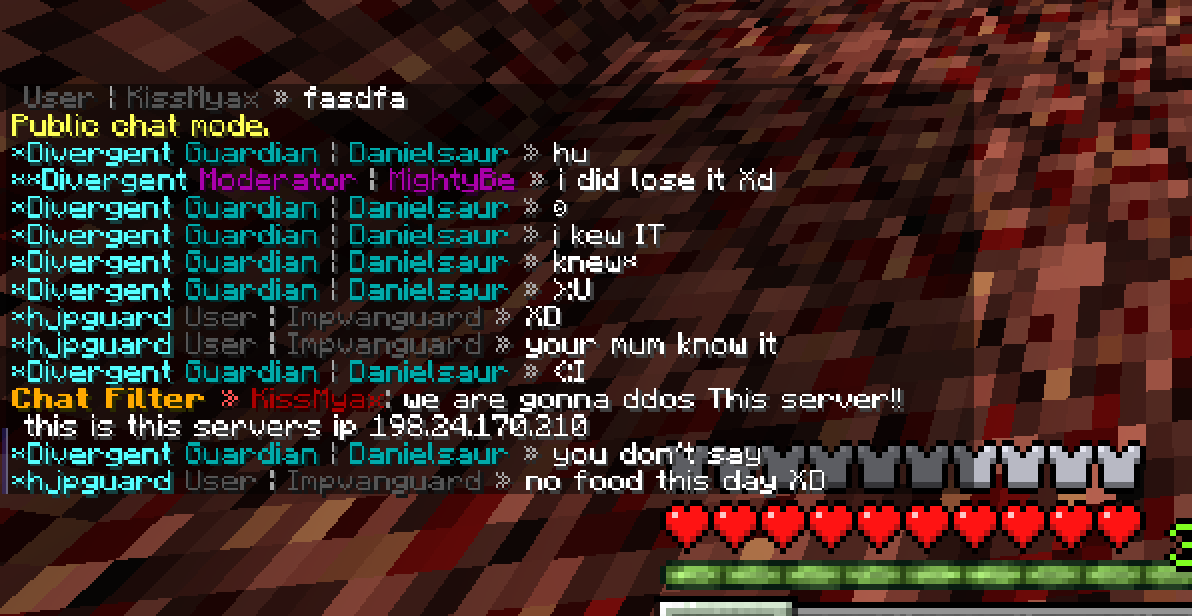 User ¦ KissMyax » fasdfa
Public chat mode.
*Divergent Guardian ¦ Danielsaur » hu
**Divergent Moderator ¦ MightyBe » i did lose it Xd
*Divergent Guardian ¦ Danielsaur » o
*Divergent Guardian ¦ Danielsaur » i kew IT
*Divergent Guardian ¦ Danielsaur » knew*
*Divergent Guardian ¦ Danielsaur »
*hjpguard User ¦ Impvanguard » XD
*hjpguard User ¦ Impvanguard » your mum know it
*Divergent Guardian ¦ Danielsaur » <I
Chat Filter » KissMyax: we are gonna ddos This server!!
this is this servers ip 198.24.170.210
*Divergent Guardian ¦ Danielsaur » you don't say
*hjpguard User ¦ Impvanguard » no food this day XD